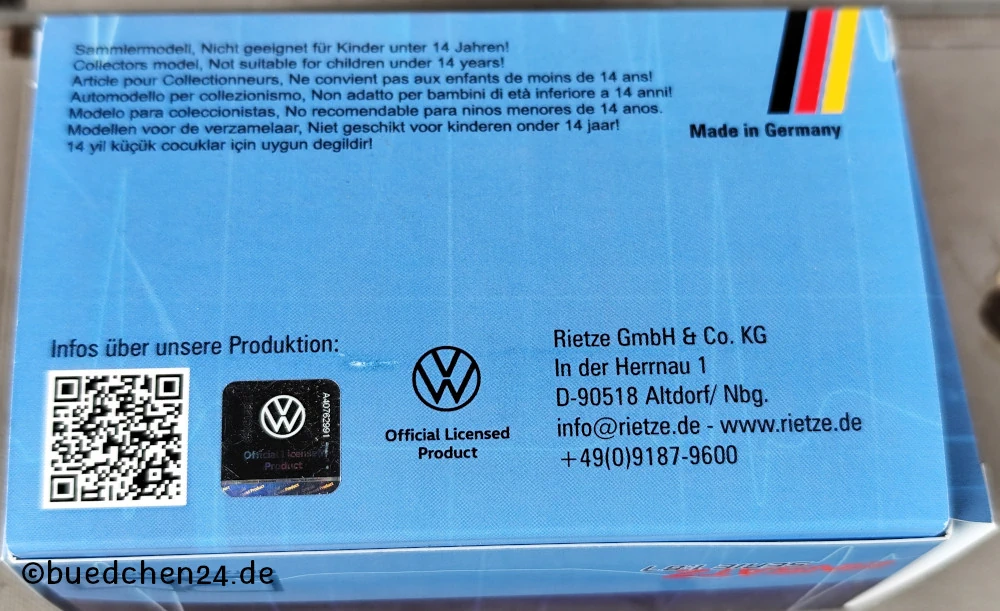 Sammlermodell, Nicht geeignet für Kinder unter 14 Jahren!
Collectors model, Not suitable for children under 14 years!
Article pour Collectionneurs, Ne convient pas aux enfants de moins de 14 ans!
Automodello per collezionismo, Non adatto per bambini di età inferiore a 14 anni!
Modelo para coleccionistas, No recomendable para ninos menores de 14 anos.
Modellen voor de verzamelaar, Niet geschikt voor kinderen onder 14 jaar!
14 yil küçük cocuklar için uygun degildir!
Made in Germany
Infos über unsere Produktion:
A40762991
Official Licensed
Product
Official Licensed
Product
Rietze GmbH & Co. KG
In der Herrnau 1
D-90518 Altdorf/ Nbg.
info@rietze.de - www.rietze.de
+49(0)9187-9600
©buedchen24.de